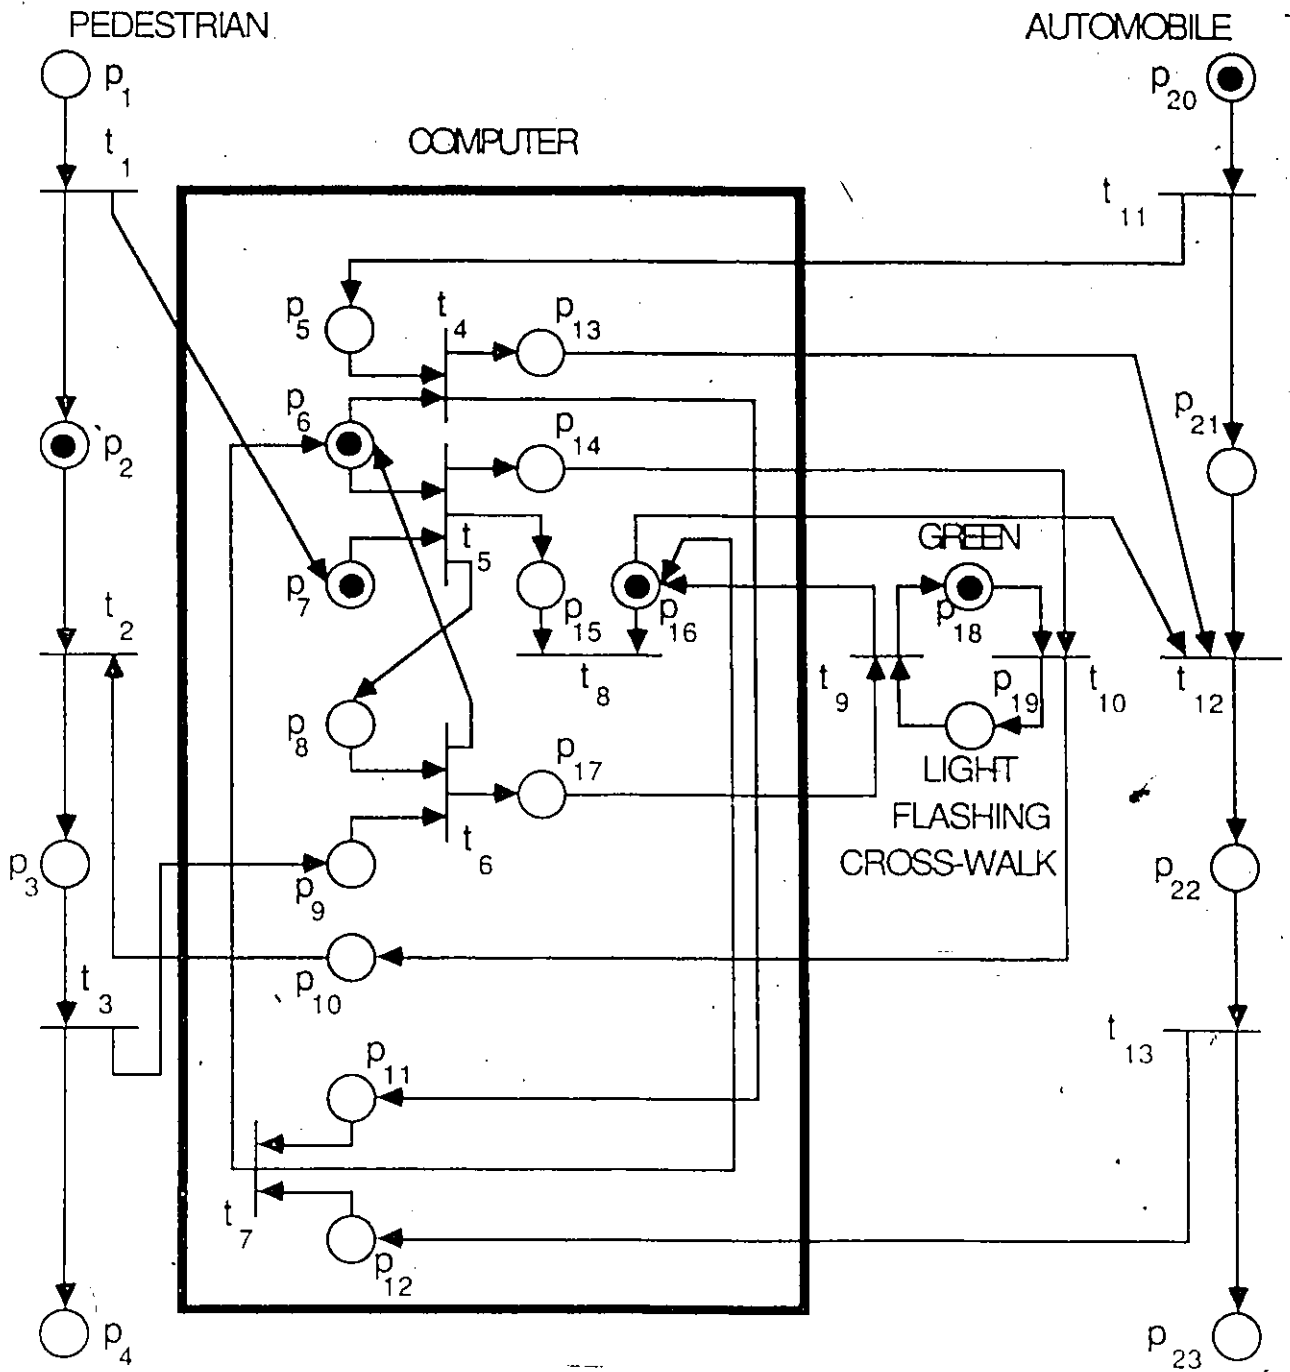 PEDESTRIAN
AUTOMOBILE
p1
p20
COMPUTER
t1
t11
p5
t4
p13
p6
p14
p21
p2
t5
GREEN
p7
p15
p16
p18
t2
t8
t9
p19
t10
t12
p8
p17
LIGHT
FLASHING
CROSS-WALK
t6
p3
p9
p22
p10
t3
t13
p11
t7
p12
p4
p23